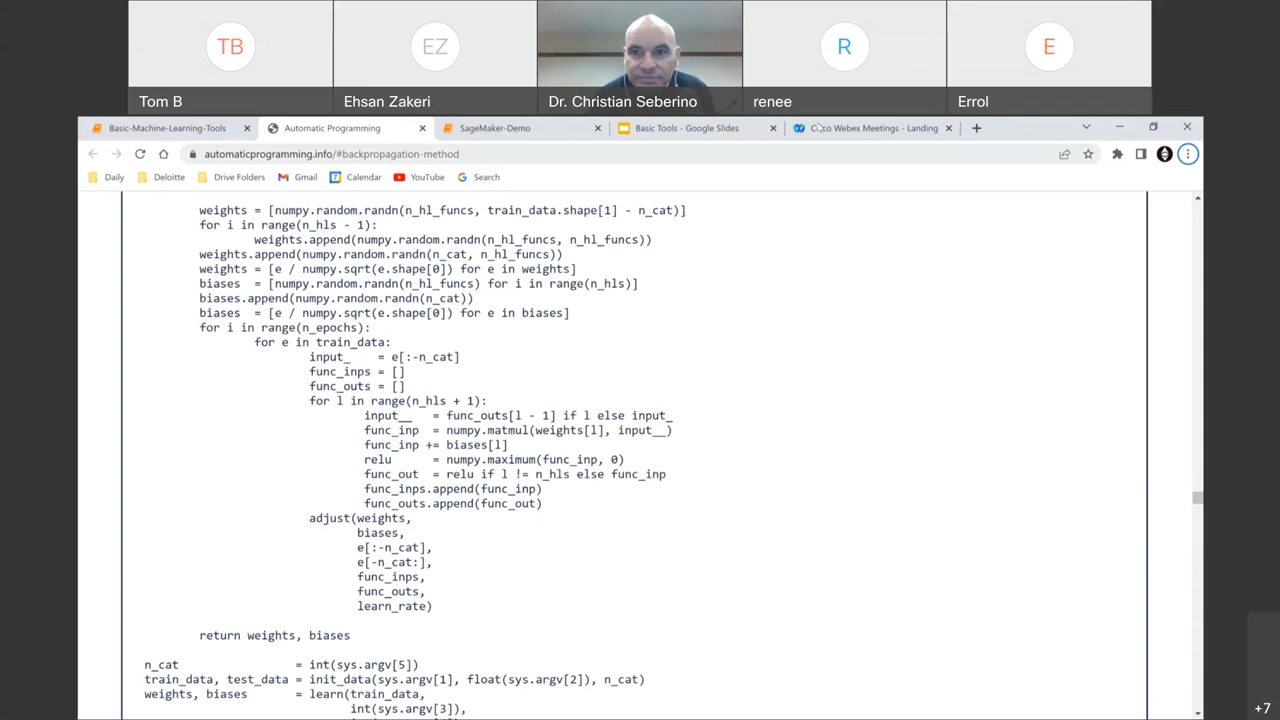 TB
EZ
R
E
Tom B
Ehsan Zakeri
Dr. Christian Seberino
renee
Errol
Basic-Machine-Learning-Tools
Automatic Programming
SageMaker-Demo
Basic Tools - Google Slides
Cisco Webex Meetings - Landing
automaticprogramming.info/#backpropagation-method
Daily
Deloitte
Drive Folders
Gmail
Calendar
YouTube
Search
weights = [numpy.random.randn(n_hl_funcs, train_data.shape[1] - n_cat)]
for i in range(n_hls - 1):
weights.append(numpy.random.randn(n_hl_funcs, n_hl_funcs))
weights.append(numpy.random.randn(n_cat, n_hl_funcs))
weights = [e / numpy.sqrt(e.shape[0]) for e in weights]
biases  = [numpy.random.randn(n_hl_funcs) for i in range(n_hls)]
biases.append(numpy.random.randn(n_cat))
biases  = [e / numpy.sqrt(e.shape[0]) for e in biases]
for i in range(n_epochs):
for e in train_data:
input_    = e[:-n_cat]
func_inps = []
func_outs = []
for l in range(n_hls + 1):
input__   = func_outs[l - 1] if l else input_
func_inp  = numpy.matmul(weights[l], input__)
func_inp += biases[l]
relu      = numpy.maximum(func_inp, 0)
func_out  = relu if l != n_hls else func_inp
func_inps.append(func_inp)
func_outs.append(func_out)
adjust(weights,
biases,
e[:-n_cat],
e[-n_cat:],
func_inps,
func_outs,
learn_rate)
return weights, biases
n_cat                 = int(sys.argv[5])
train_data, test_data = init_data(sys.argv[1], float(sys.argv[2]), n_cat)
weights, biases       = learn(train_data,
int(sys.argv[3]),
+7